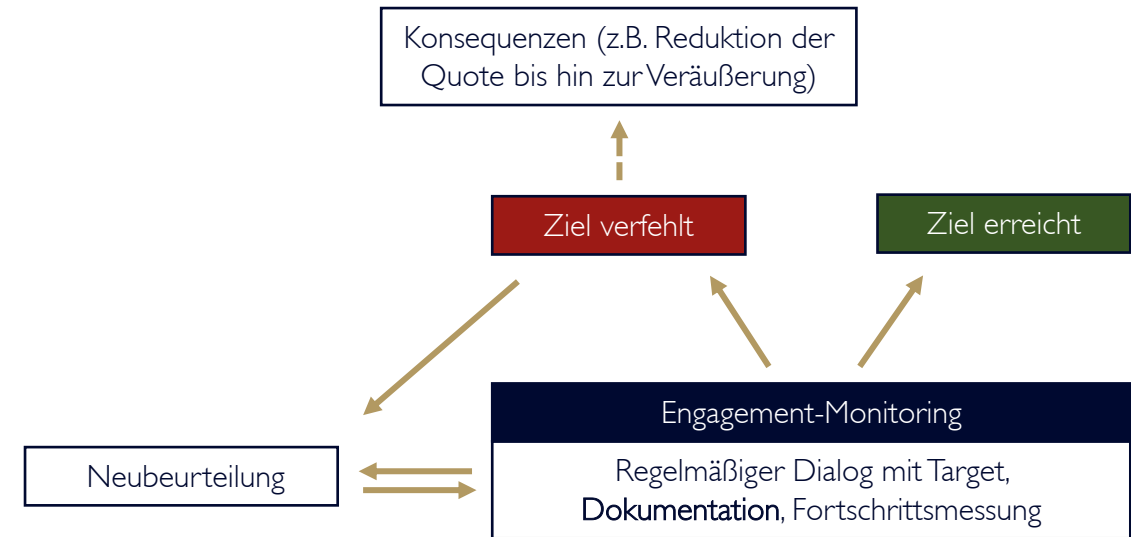 Konsequenzen (z.B. Reduktion der
Quote bis hin zur Veräußerung)
Ziel verfehlt
Ziel erreicht
Engagement-Monitoring
Neubeurteilung
Regelmäßiger Dialog mit Target,
Dokumentation, Fortschrittsmessung